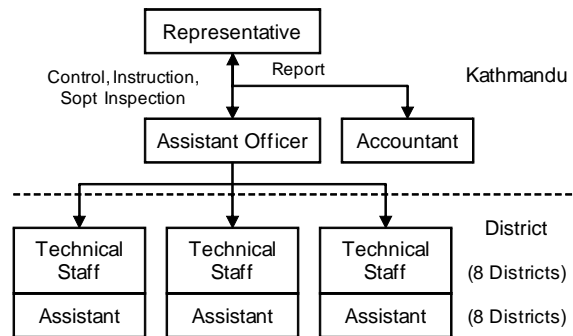 Representative
Control, Instruction,
Sopt Inspection
Report
Kathmandu
Assistant Officer
Accountant
District
Technical
Staff
Technical
Staff
Technical
Staff
(8 Districts)
Assistant
Assistant
Assistant
(8 Districts)